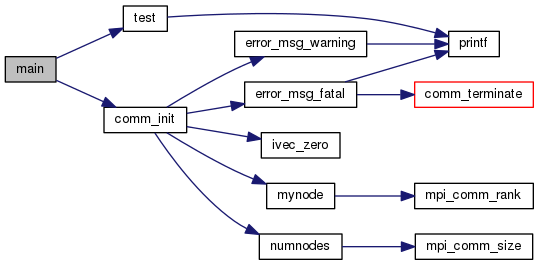 main
test
comm_init
error_msg_warning
error_msg_fatal
ivec_zero
mynode
numnodes
printf
comm_terminate
mpi_comm_rank
mpi_comm_size